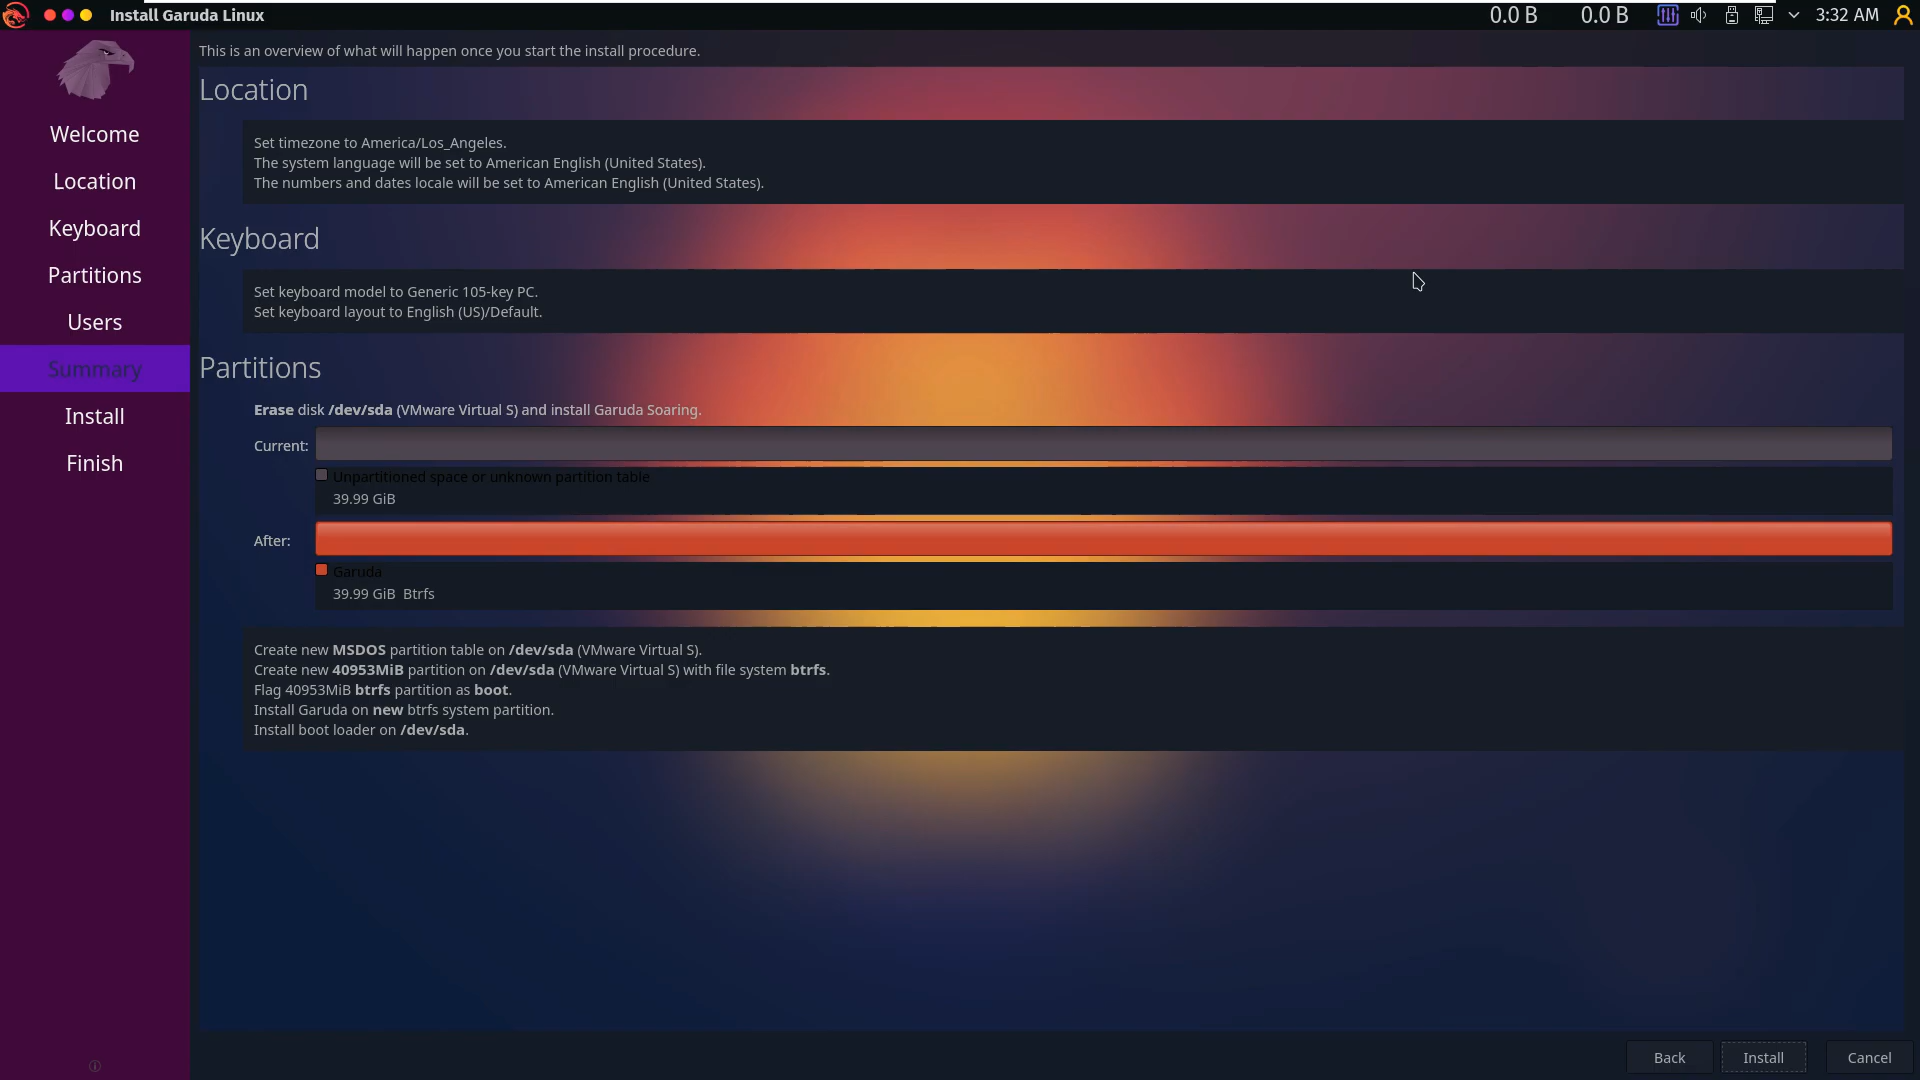 Install Garuda Linux
0.0 B 0.0 B 3:32 AM
This is an overview of what will happen once you start the install procedure.
Welcome
Location
Keyboard
Partitions
Users
Summary
Install
Finish
Location
Set timezone to America/Los_Angeles.
The system language will be set to American English (United States).
The numbers and dates locale will be set to American English (United States).
Keyboard
Set keyboard model to Generic 105-key PC.
Set keyboard layout to English (US)/Default.
Partitions
Erase disk /dev/sda (VMware Virtual S) and install Garuda Soaring.
Current:
Unpartitioned space or unknown partition table
39.99 GiB
After:
Garuda
39.99 GiB Btrfs
Create new MSDOS partition table on /dev/sda (VMware Virtual S).
Create new 40953MiB partition on /dev/sda (VMware Virtual S) with file system btrfs.
Flag 40953MiB btrfs partition as boot.
Install Garuda on new btrfs system partition.
Install boot loader on /dev/sda.
Back Install Cancel